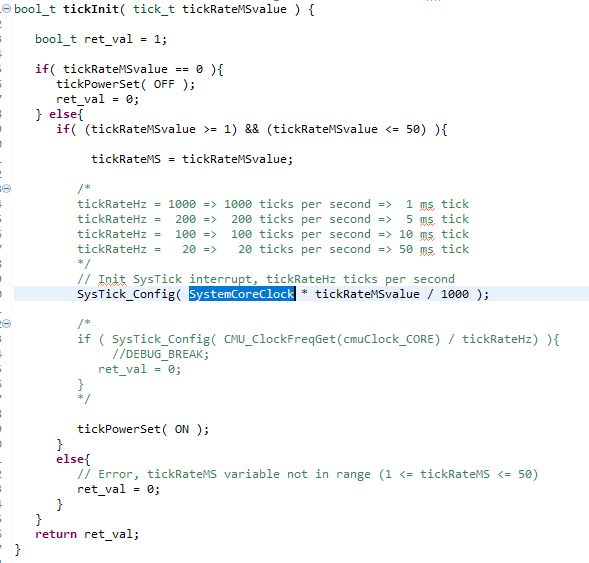 bool_t tickInit( tick_t tickRateMSvalue ) {
bool_t ret_val = 1;
if( tickRateMSvalue == 0 ){
tickPowerSet( OFF );
ret_val = 0;
} else{
if( (tickRateMSvalue >= 1) && (tickRateMSvalue <= 50) ){
tickRateMS = tickRateMSvalue;
/*
tickRateHz = 1000 => 1000 ticks per second =>  1 ms tick
tickRateHz =  200 =>  200 ticks per second =>  5 ms tick
tickRateHz =  100 =>  100 ticks per second => 10 ms tick
tickRateHz =   20 =>   20 ticks per second => 50 ms tick
*/
// Init SysTick interrupt, tickRateHz ticks per second
SysTick_Config( SystemCoreClock * tickRateMSvalue / 1000 );
/*
if ( SysTick_Config( CMU_ClockFreqGet(cmuClock_CORE) / tickRateHz) ){
//DEBUG_BREAK;
ret_val = 0;
}
*/
tickPowerSet( ON );
}
else{
// Error, tickRateMS variable not in range (1 <= tickRateMS <= 50)
ret_val = 0;
}
}
return ret_val;
}